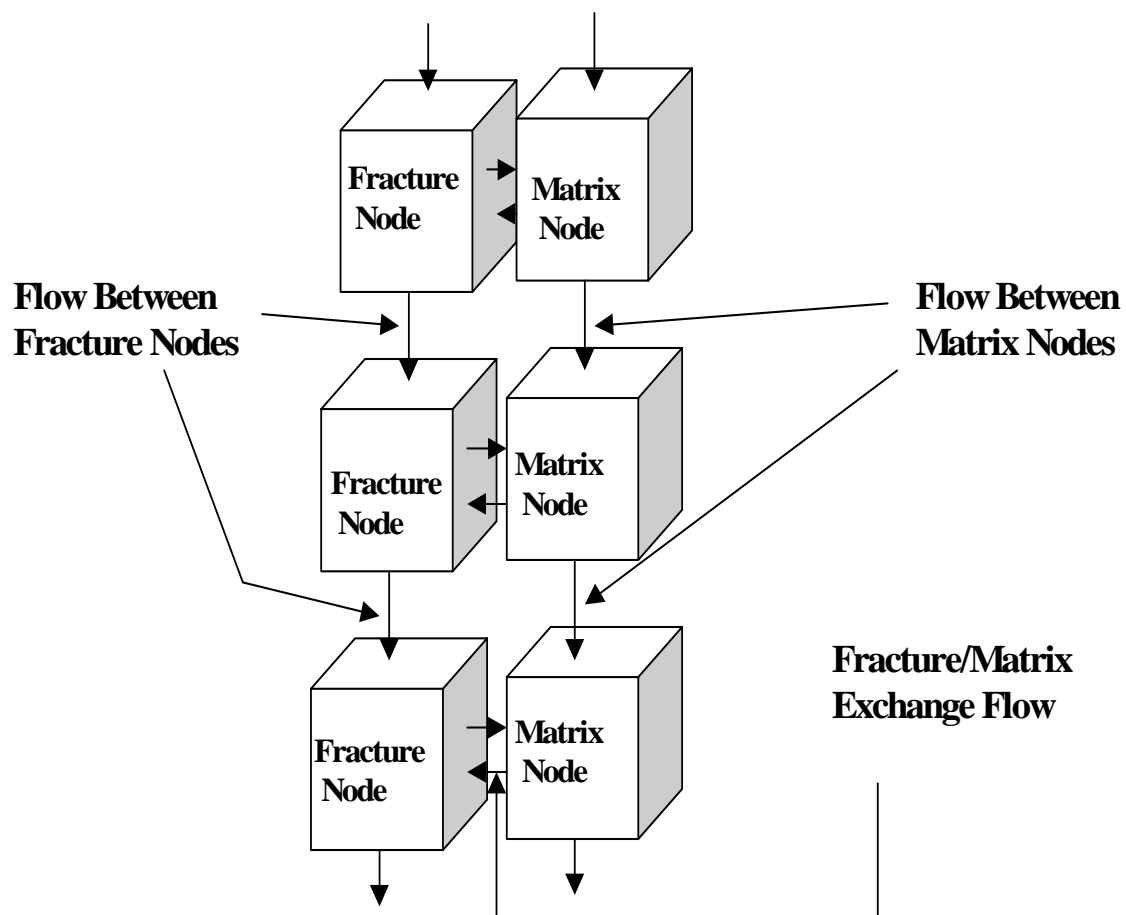 Fracture
Node
Matrix
Node
Flow Between
Fracture Nodes
Flow Between
Matrix Nodes
Fracture
Node
Matrix
Node
Fracture/Matrix
Exchange Flow
Fracture
Node
Matrix
Node